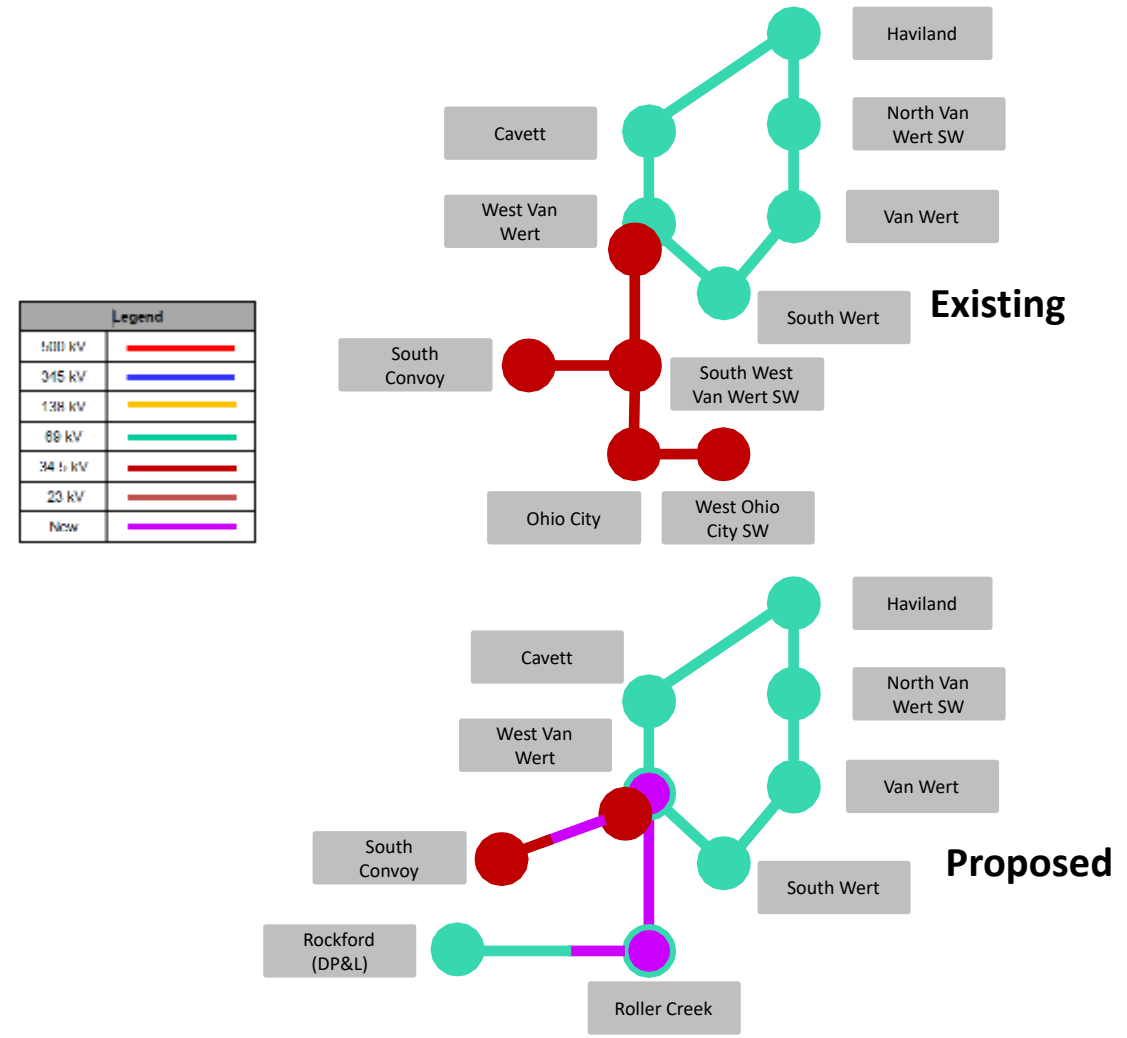 Haviland
North Van
Wert SW
Cavett
West Van
Wert
Van Wert
South Wert
Existing
Legend
500 kV
345 kV
138 kV
69 kV
34.5 kV
23 kV
New
South
Convoy
South West
Van Wert SW
Ohio City
West Ohio
City SW
Haviland
Cavett
North Van
Wert SW
West Van
Wert
Van Wert
South
Convoy
Proposed
South Wert
Rockford
(DP&L)
Roller Creek